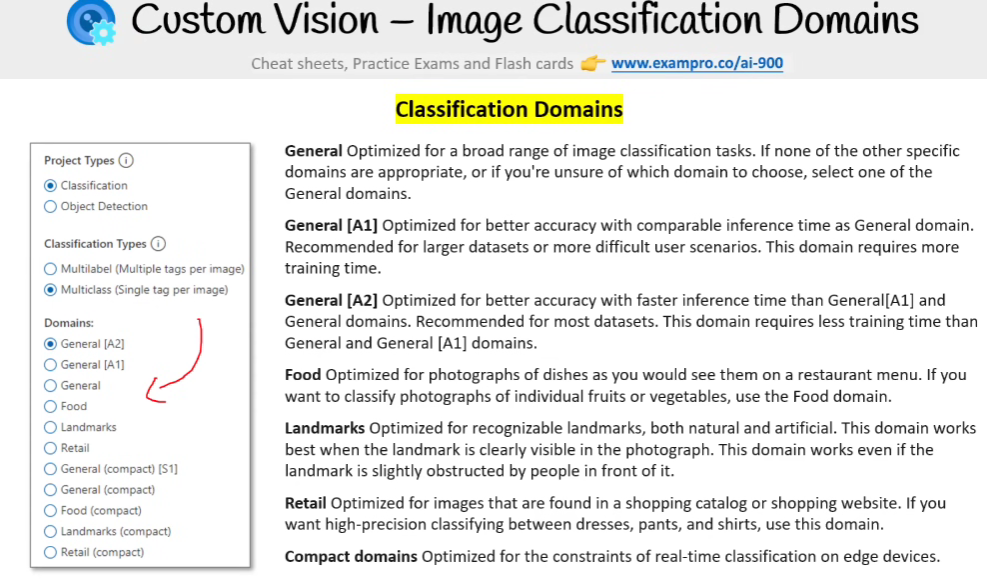 Custom Vision – Image Classification Domains
Cheat sheets, Practice Exams and Flash cards 👉 www.exampro.co/ai-900
Classification Domains
Project Types
Classification
Object Detection
Classification Types
Multilabel (Multiple tags per image)
Multiclass (Single tag per image)
Domains:
General [A2]
General [A1]
General
Food
Landmarks
Retail
General (compact) [S1]
General (compact)
Food (compact)
Landmarks (compact)
Retail (compact)
General Optimized for a broad range of image classification tasks. If none of the other specific
domains are appropriate, or if you're unsure of which domain to choose, select one of the
General domains.
General [A1] Optimized for better accuracy with comparable inference time as General domain.
Recommended for larger datasets or more difficult user scenarios. This domain requires more
training time.
General [A2] Optimized for better accuracy with faster inference time than General[A1] and
General domains. Recommended for most datasets. This domain requires less training time than
General and General [A1] domains.
Food Optimized for photographs of dishes as you would see them on a restaurant menu. If you
want to classify photographs of individual fruits or vegetables, use the Food domain.
Landmarks Optimized for recognizable landmarks, both natural and artificial. This domain works
best when the landmark is clearly visible in the photograph. This domain works even if the
landmark is slightly obstructed by people in front of it.
Retail Optimized for images that are found in a shopping catalog or shopping website. If you
want high-precision classifying between dresses, pants, and shirts, use this domain.
Compact domains Optimized for the constraints of real-time classification on edge devices.